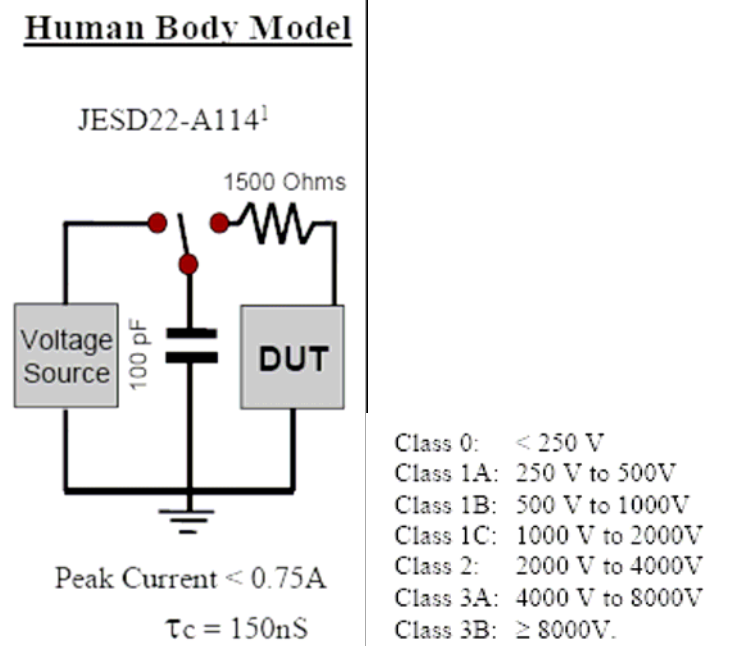 Human Body Model
JESD22-A114¹
1500 Ohms
Voltage
Source
100 pF
DUT
Peak Current < 0.75A
τc = 150nS
Class 0: < 250 V
Class 1A: 250 V to 500V
Class 1B: 500 V to 1000V
Class 1C: 1000 V to 2000V
Class 2: 2000 V to 4000V
Class 3A: 4000 V to 8000V
Class 3B: ≥ 8000V.